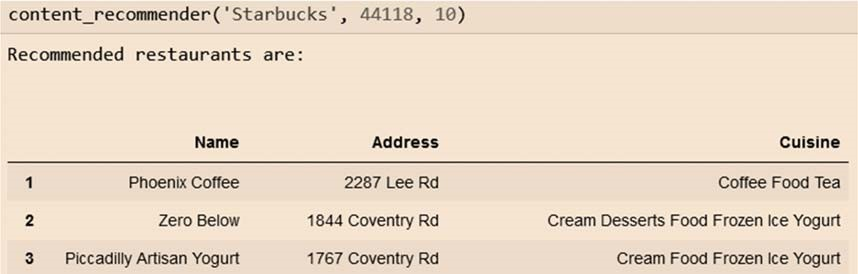 content_recommender('Starbucks', 44118, 10)
Recommended restaurants are:
Name Address Cuisine
1 Phoenix Coffee 2287 Lee Rd Coffee Food Tea
2 Zero Below 1844 Coventry Rd Cream Desserts Food Frozen Ice Yogurt
3 Piccadilly Artisan Yogurt 1767 Coventry Rd Cream Food Frozen Ice Yogurt